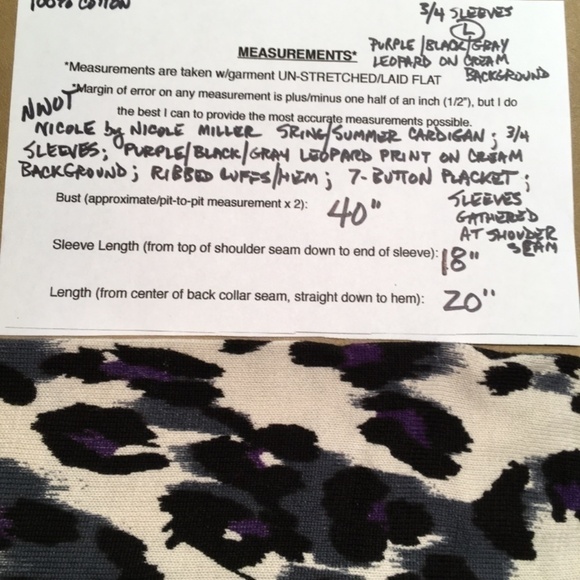 100% COTTON
3/4 SLEEVES
L
PURPLE/BLACK/GRAY
LEOPARD ON CREAM
BACKGROUND
MEASUREMENTS*
*Measurements are taken w/garment UN-STRETCHED/LAID FLAT
*Margin of error on any measurement is plus/minus one half of an inch (1/2"), but I do
the best I can to provide the most accurate measurements possible.
NWOT
NICOLE by NICOLE MILLER SRING/SUMMER CARDIGAN; 3/4
SLEEVES; PURPLE/BLACK/GRAY LEOPARD PRINT ON CREAM
BACKGROUND; RIBBED CUFFS/HEM; 7-BUTTON PLACKET;
SLEEVES
GATHERED
AT SHOUDER
SEAM
Bust (approximate/pit-to-pit measurement x 2): 40"
Sleeve Length (from top of shoulder seam down to end of sleeve): 18"
Length (from center of back collar seam, straight down to hem): 20"